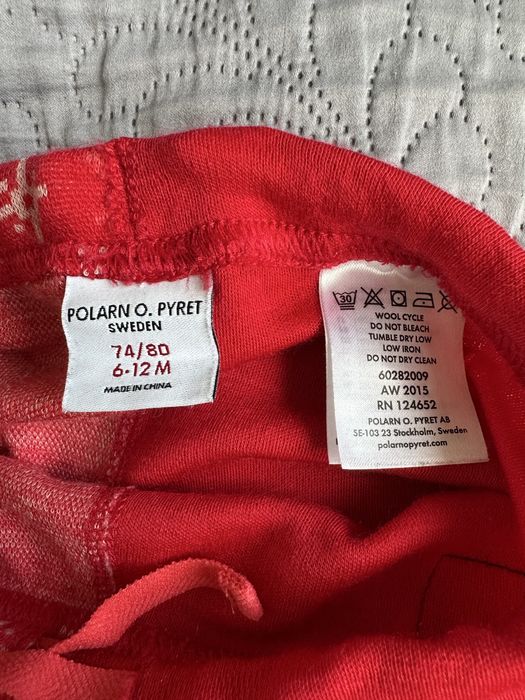 POLARN O. PYRET
SWEDEN
74/80
6-12 M
MADE IN CHINA
30
WOOL CYCLE
DO NOT BLEACH
TUMBLE DRY LOW
LOW IRON
DO NOT DRY CLEAN
60282009
AW 2015
RN 124652
POLARN O. PYRET AB
SE-103 23 Stockholm, Sweden
polarnopyret.com